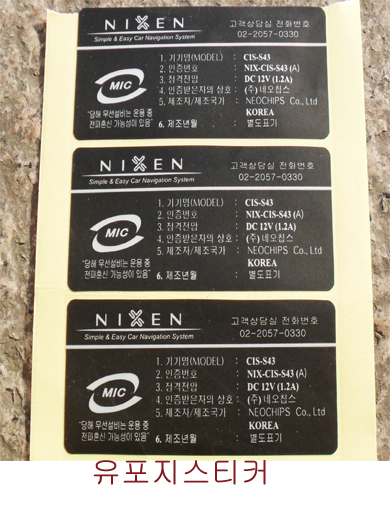 NIXEN
Simple & Easy Car Navigation System
고객상담실 전화번호
02-2057-0330
1. 기기명(MODEL) : CIS-S43
2. 인증번호 : NIX-CIS-S43 (A)
3. 정격전압 : DC 12V (1.2A)
4. 인증받은자의 상호 : (주) 네오칩스
5. 제조자/제조국가 : NEOCHIPS Co., Ltd
KOREA
6. 제조년월 : 별도표기
MIC
"당해 무선설비는 운용 중
전파혼신 가능성이 있음"
NIXEN
Simple & Easy Car Navigation System
고객상담실 전화번호
02-2057-0330
1. 기기명(MODEL) : CIS-S43
2. 인증번호 : NIX-CIS-S43 (A)
3. 정격전압 : DC 12V (1.2A)
4. 인증받은자의 상호 : (주) 네오칩스
5. 제조자/제조국가 : NEOCHIPS Co., Ltd
KOREA
6. 제조년월 : 별도표기
MIC
"당해 무선설비는 운용 중
전파혼신 가능성이 있음"
NIXEN
Simple & Easy Car Navigation System
고객상담실 전화번호
02-2057-0330
1. 기기명(MODEL) : CIS-S43
2. 인증번호 : NIX-CIS-S43 (A)
3. 정격전압 : DC 12V (1.2A)
4. 인증받은자의 상호 : (주) 네오칩스
5. 제조자/제조국가 : NEOCHIPS Co., Ltd
KOREA
6. 제조년월 : 별도표기
MIC
"당해 무선설비는 운용 중
전파혼신 가능성이 있음"
유포지스티커